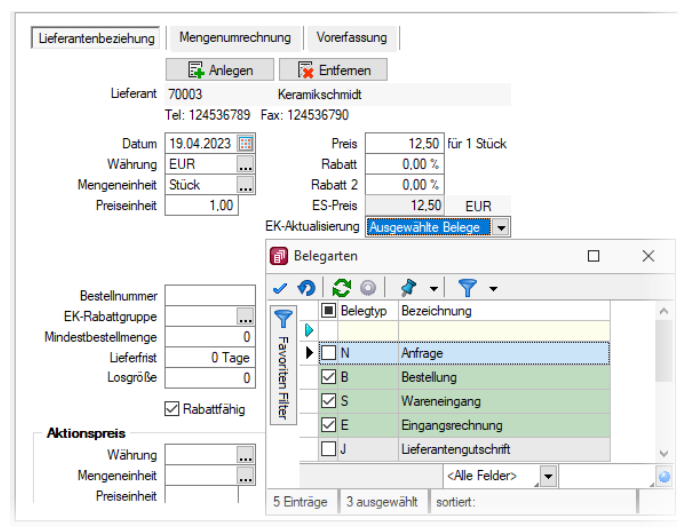 Lieferantenbeziehung Mengenumrechnung Vorerfassung
Anlegen Entfernen
Lieferant 70003 Keramikschmidt
Tel: 124536789 Fax: 124536790
Datum 19.04.2023 Preis 12,50 für 1 Stück
Währung EUR ... Rabatt 0,00 %
Mengeneinheit Stück ... Rabatt 2 0,00 %
Preiseinheit 1,00 ES-Preis 12,50 EUR
EK-Aktualisierung Ausgewählte Belege
Belegarten
Bestellnummer
EK-Rabattgruppe ...
Mindestbestellmenge 0
Lieferfrist 0 Tage
Losgröße 0
Rabattfähig
Aktionspreis
Währung ...
Mengeneinheit ...
Preiseinheit
Favoriten Filter
Belegtyp Bezeichnung
N Anfrage
B Bestellung
S Wareneingang
E Eingangsrechnung
J Lieferantengutschrift
<Alle Felder>
5 Einträge 3 ausgewählt sortiert: